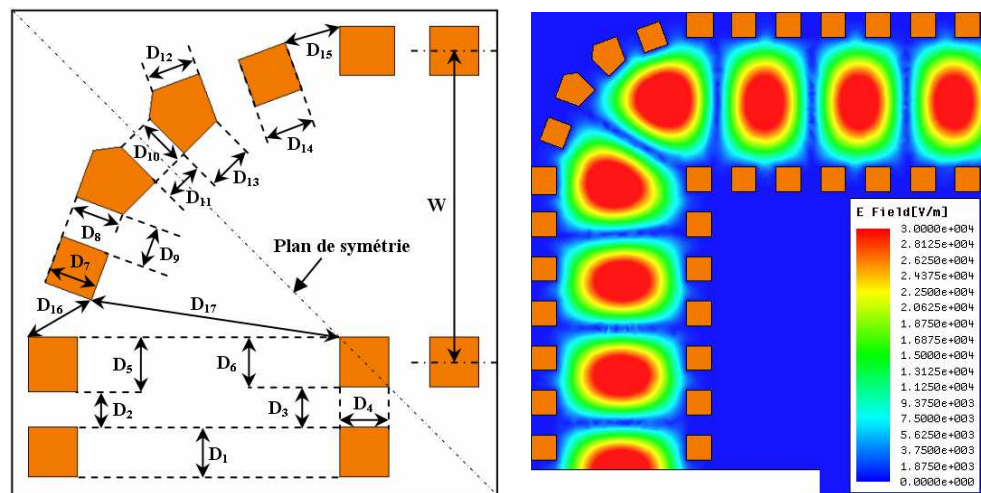 D12
D15
D10
D14
D13
D11
W
D8
D9
Plan de symétrie
D7
D16
D17
D5
D6
D2
D3
D4
D1
E Field[V/m]
3.0000e+004
2.8125e+004
2.6250e+004
2.4375e+004
2.2500e+004
2.0625e+004
1.8750e+004
1.6875e+004
1.5000e+004
1.3125e+004
1.1250e+004
9.3750e+003
7.5000e+003
5.6250e+003
3.7500e+003
1.8750e+003
0.0000e+000